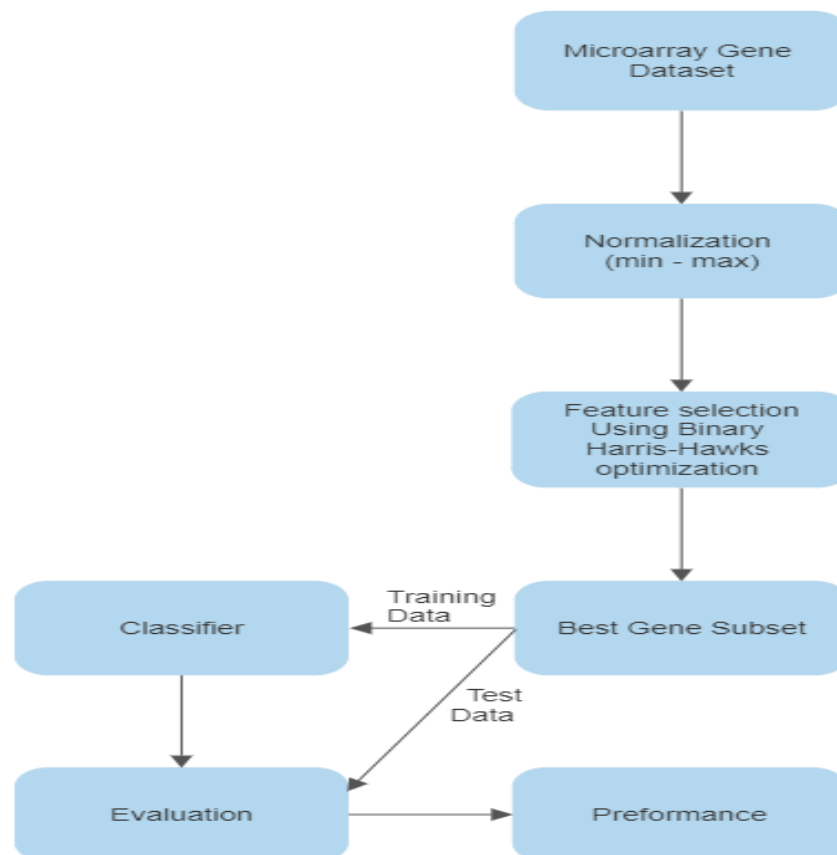 Microarray Gene
Dataset
Normalization
(min - max)
Feature selection
Using Binary
Harris-Hawks
optimization
Training
Data
Classifier
Best Gene Subset
Test
Data
Evaluation
Preformance